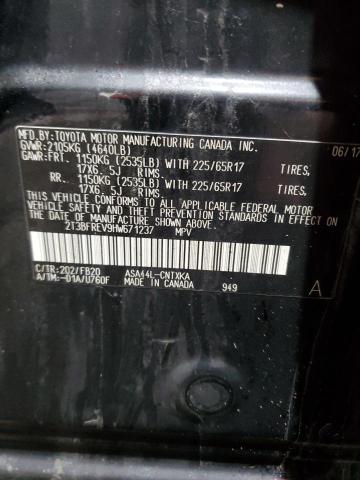 MFD.BY:TOYOTA MOTOR MANUFACTURING CANADA INC. 06/17
GVWR:2105KG (4640LB)
GAWR:FRT. 1150KG (2535LB) WITH 225/65R17 TIRES,
17X6.5J RIMS.
RR. 1150KG (2535LB) WITH 225/65R17 TIRES,
17X6.5J RIMS.
THIS VEHICLE CONFORMS TO ALL APPLICABLE FEDERAL MOTOR
VEHICLE SAFETY AND THEFT PREVENTION STANDARDS IN EFFECT
ON THE DATE OF MANUFACTURE SHOWN ABOVE.
2T3BFREV9HW671237 MPV
C/TR:202/FB20 ASA44L-CNTXKA
A/TM:-01A/U760F MADE IN CANADA 949 A